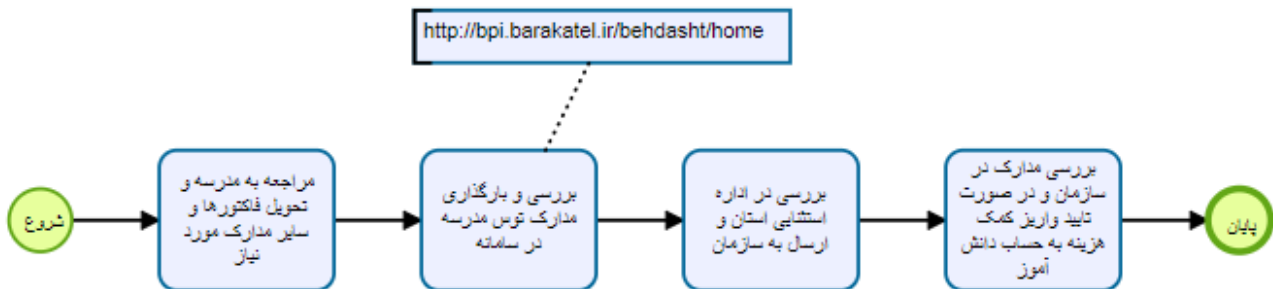 http://bpi.barakatel.ir/behdasht/home
شروع
مراجعه به مدرسه و
تحویل فاکتورها و
سایر مدارک مورد
نیاز
بررسی و بارگذاری
مدارک توس مدرسه
در سامانه
بررسی در اداره
استثنایی استان و
ارسال به سازمان
بررسی مدارک در
سازمان و در صورت
تایید واریز کمک
هزینه به حساب دانش
آموز
پایان